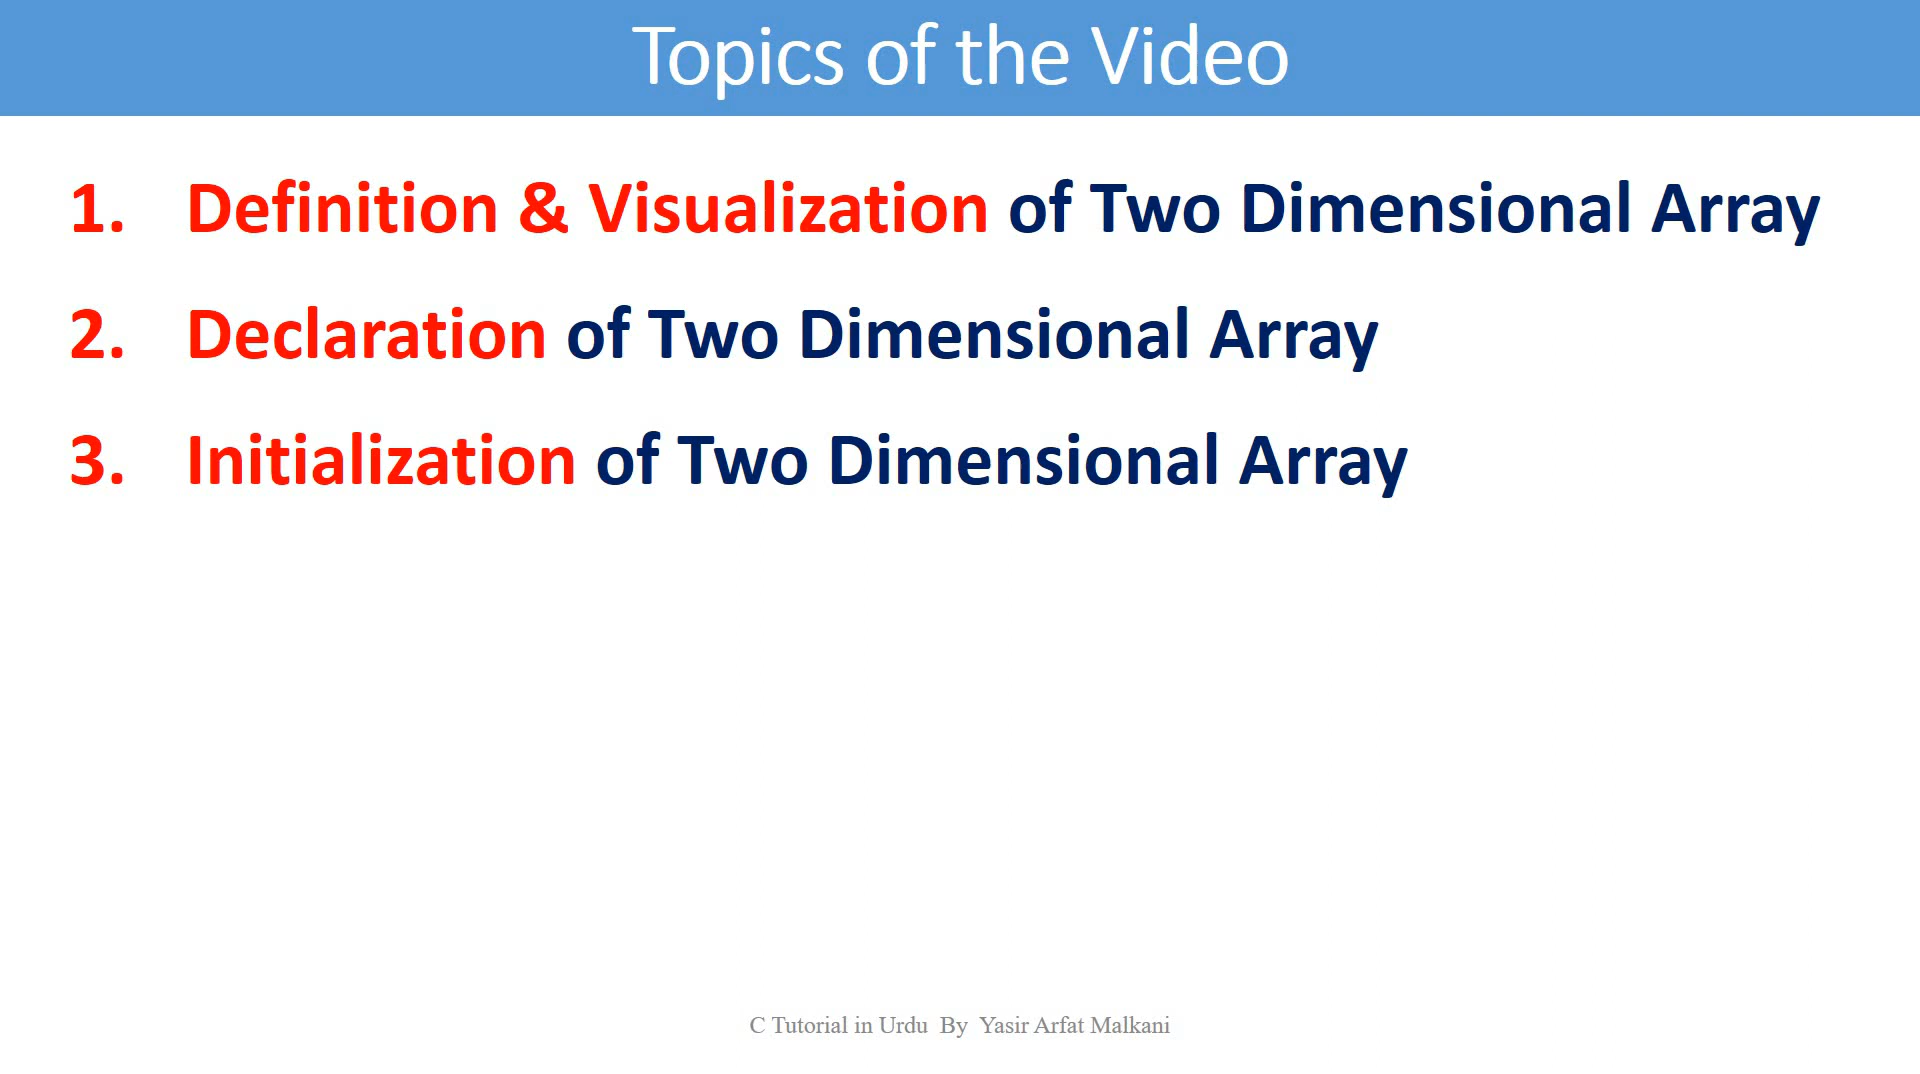 Topics of the Video
1. Definition & Visualization of Two Dimensional Array
2. Declaration of Two Dimensional Array
3. Initialization of Two Dimensional Array
C Tutorial in Urdu By Yasir Arfat Malkani